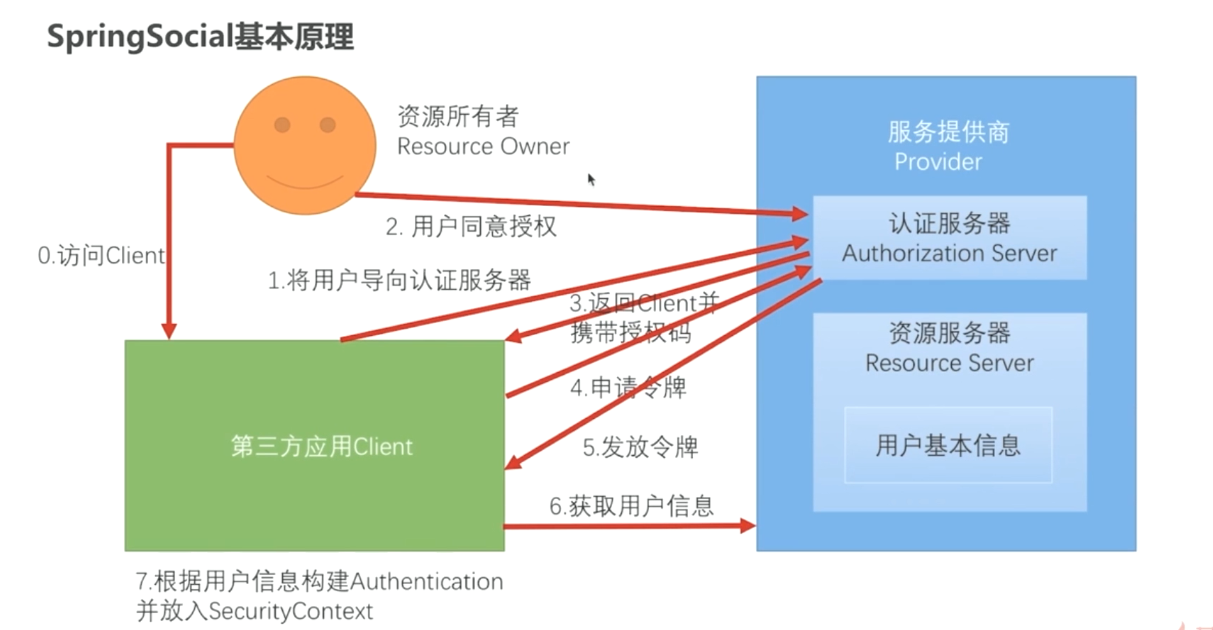 SpringSocial基本原理
资源所有者
Resource Owner
服务提供商
Provider
认证服务器
Authorization Server
2. 用户同意授权
0.访问Client
1.将用户导向认证服务器
3.返回Client并
携带授权码
资源服务器
Resource Server
4.申请令牌
第三方应用Client
5.发放令牌
用户基本信息
6.获取用户信息
7.根据用户信息构建Authentication
并放入SecurityContext